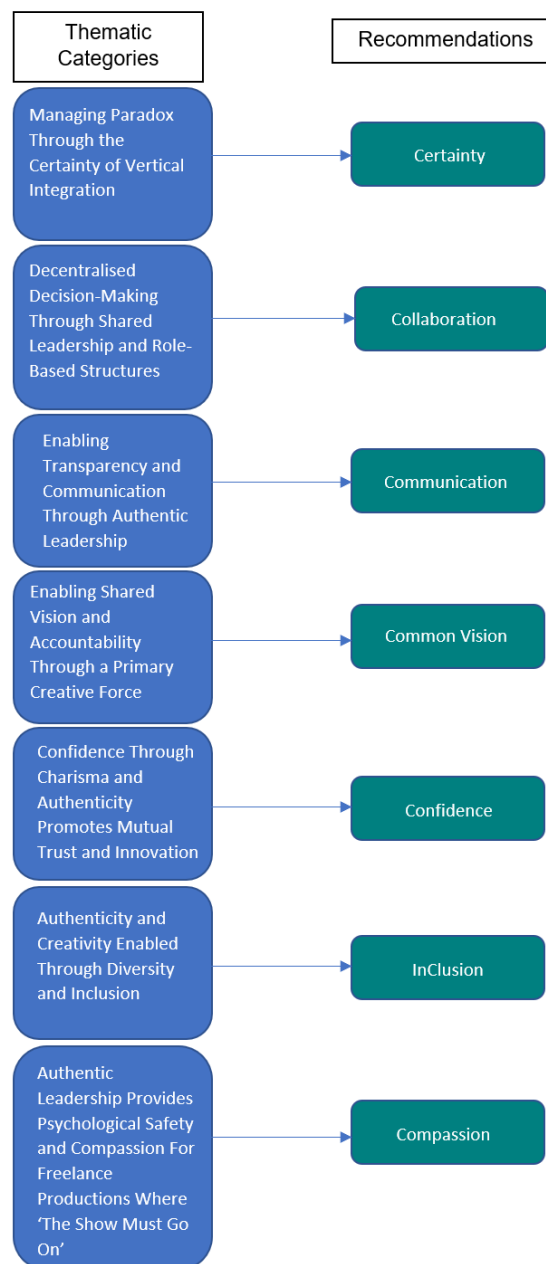 Thematic
Categories
Recommendations
Managing Paradox
Through the
Certainty of Vertical
Integration
Certainty
Decentralised
Decision-Making
Through Shared
Leadership and Role-
Based Structures
Collaboration
Enabling
Transparency and
Communication
Through Authentic
Leadership
Communication
Enabling Shared
Vision and
Accountability
Through a Primary
Creative Force
Common Vision
Confidence Through
Charisma and
Authenticity
Promotes Mutual
Trust and Innovation
Confidence
Authenticity and
Creativity Enabled
Through Diversity
and Inclusion
InClusion
Authentic
Leadership Provides
Psychological Safety
and Compassion For
Freelance
Productions Where
‘The Show Must Go
On’
Compassion